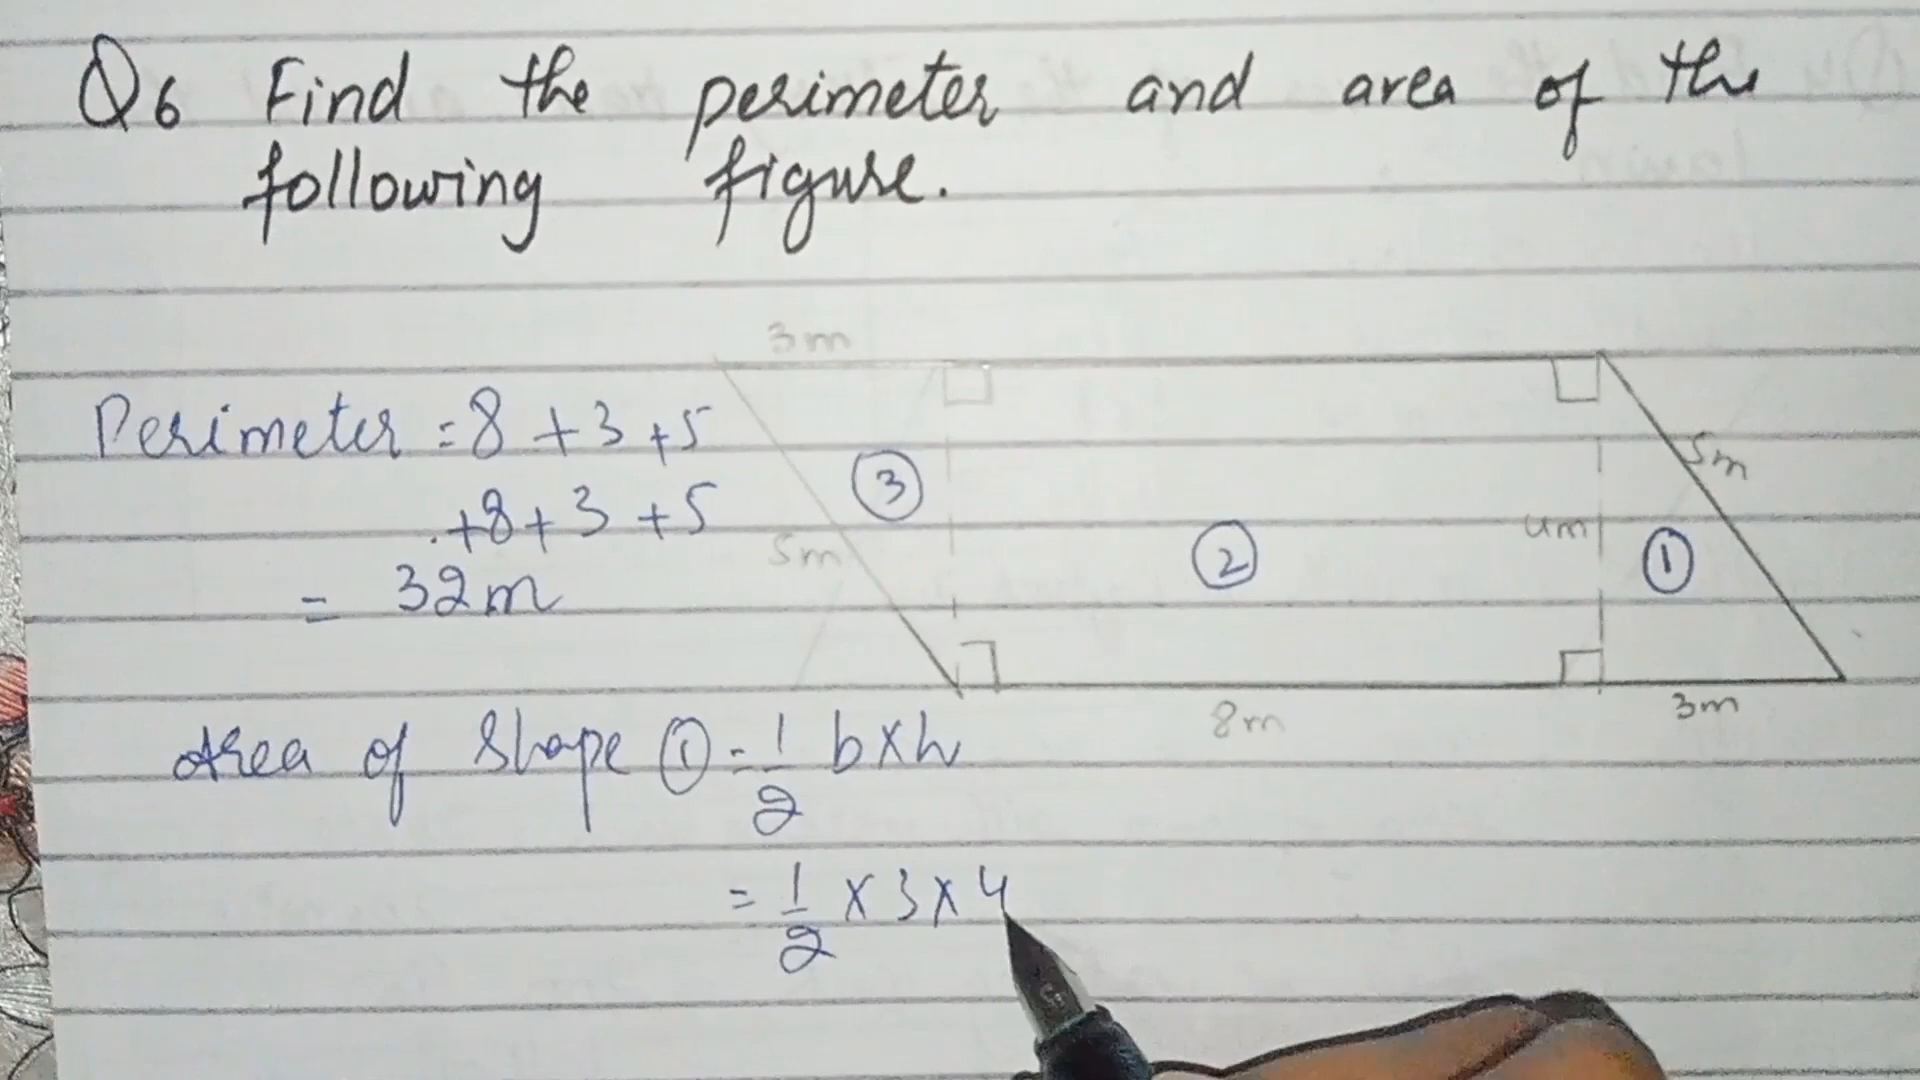 Q6 Find the perimeter and area of the
following figure.
3m
Perimeter = 8 + 3 + 5
+ 8 + 3 + 5
= 32m
3
5m
2
4m
1
5m
8m
3m
Area of Shape ① = 1/2 b x h
= 1/2 x 3 x 4